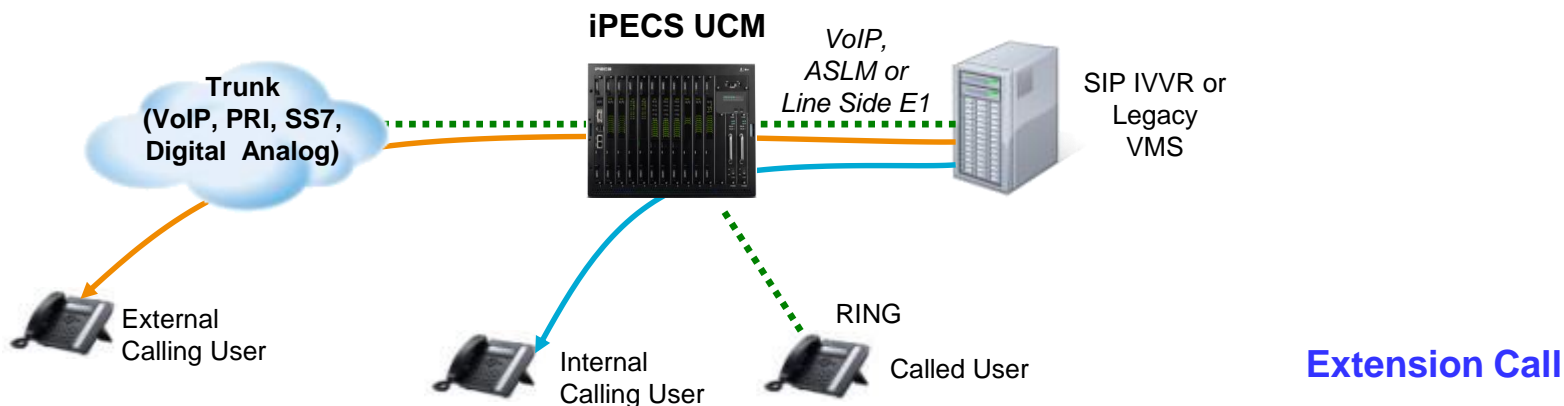 iPECS UCM
VoIP,
ASLM or
Line Side E1
Trunk
(VoIP, PRI, SS7,
Digital  Analog)
SIP IVVR or
Legacy
VMS
External
Calling User
Internal
Calling User
RING
Called User
Extension Call